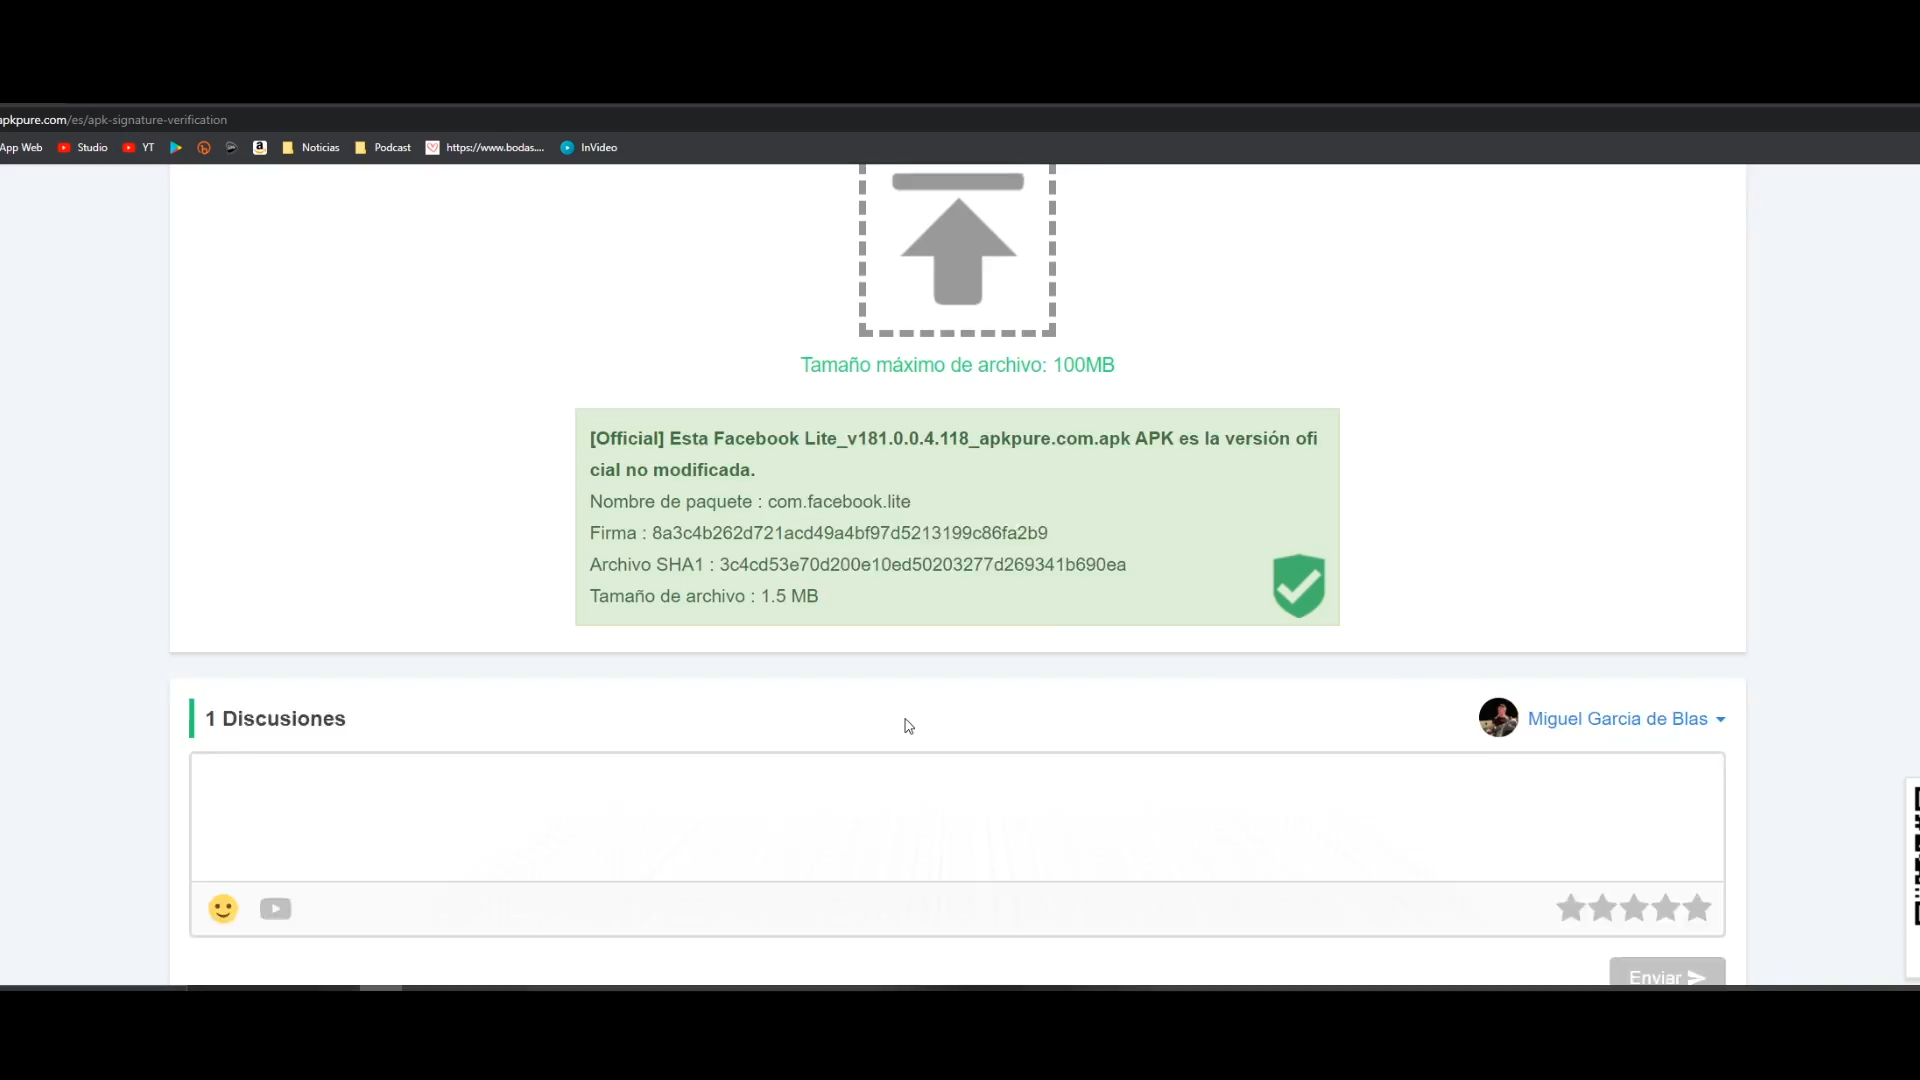 apkpure.com/es/apk-signature-verification
App Web Studio YT Noticias Podcast https://www.bodas.... InVideo
Tamaño máximo de archivo: 100MB
[Official] Esta Facebook Lite_v181.0.0.4.118_apkpure.com.apk APK es la versión ofi
cial no modificada.
Nombre de paquete : com.facebook.lite
Firma : 8a3c4b262d721acd49a4bf97d5213199c86fa2b9
Archivo SHA1 : 3c4cd53e70d200e10ed50203277d269341b690ea
Tamaño de archivo : 1.5 MB
1 Discusiones
Miguel Garcia de Blas
Enviar